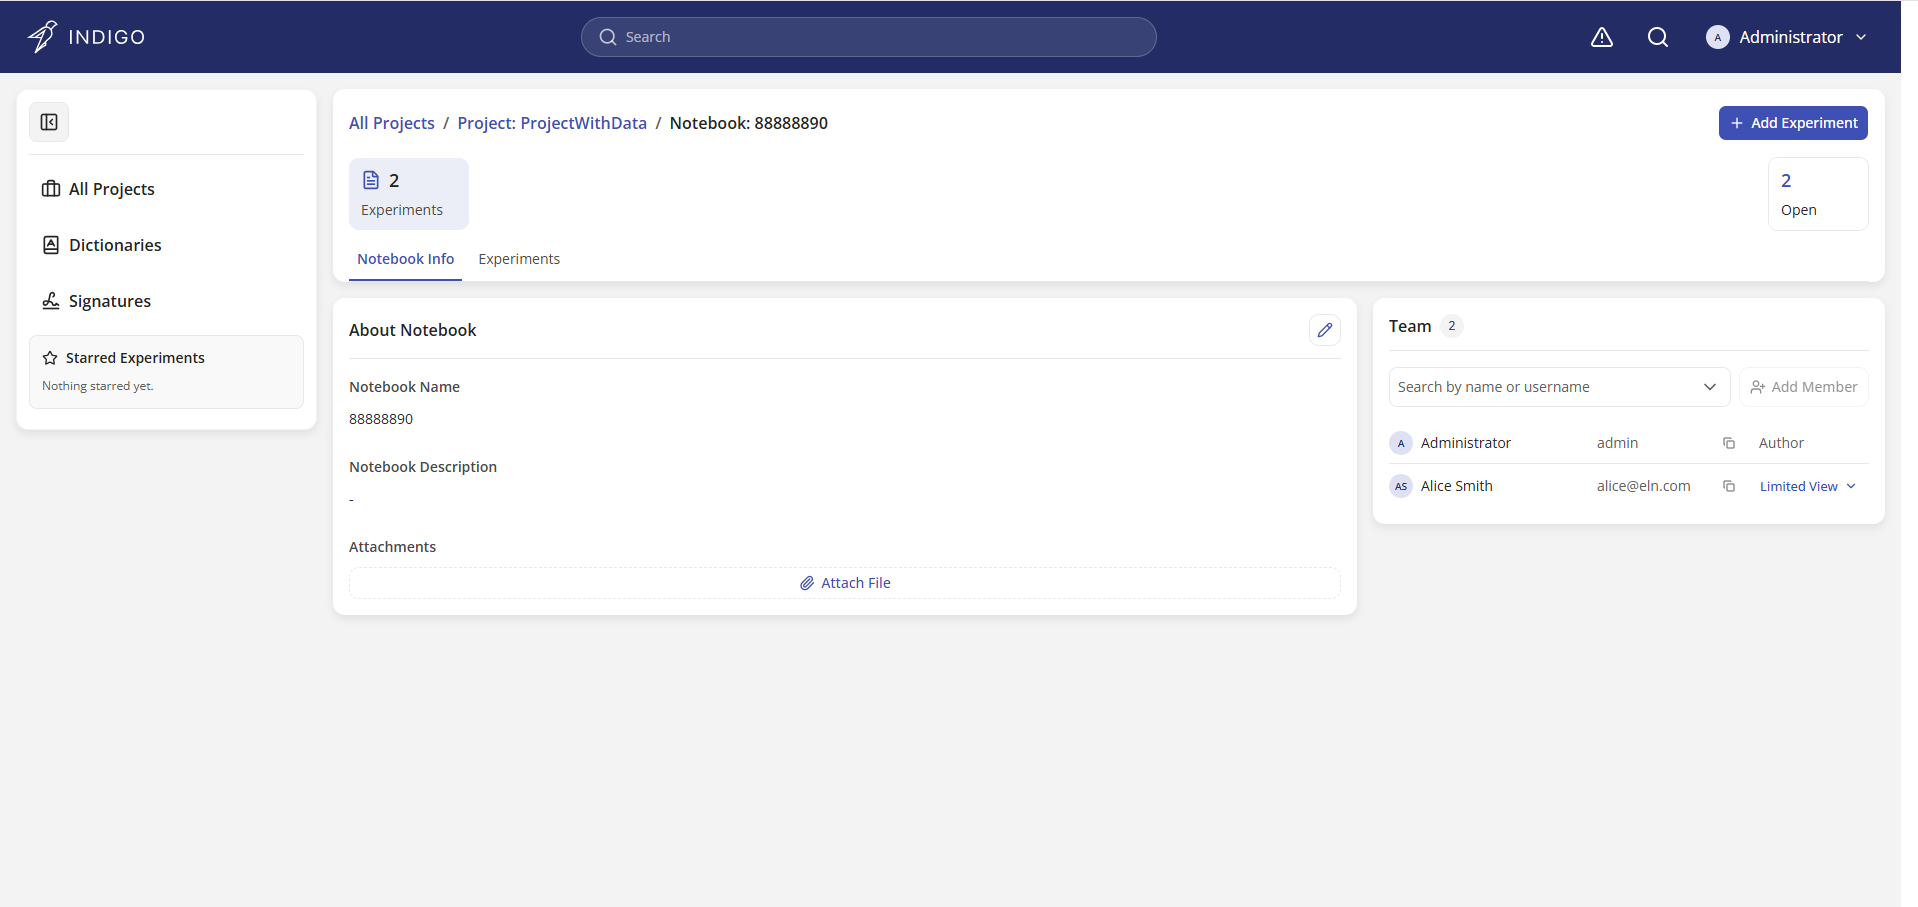 INDIGO
Search
A
Administrator
All Projects
Dictionaries
Signatures
Starred Experiments
Nothing starred yet.
All Projects / Project: ProjectWithData / Notebook: 88888890
Add Experiment
2
Experiments
2
Open
Notebook Info
Experiments
About Notebook
Notebook Name
88888890
Notebook Description
-
Attachments
Attach File
Team 2
Search by name or username
Add Member
A Administrator admin Author
AS Alice Smith alice@eln.com Limited View